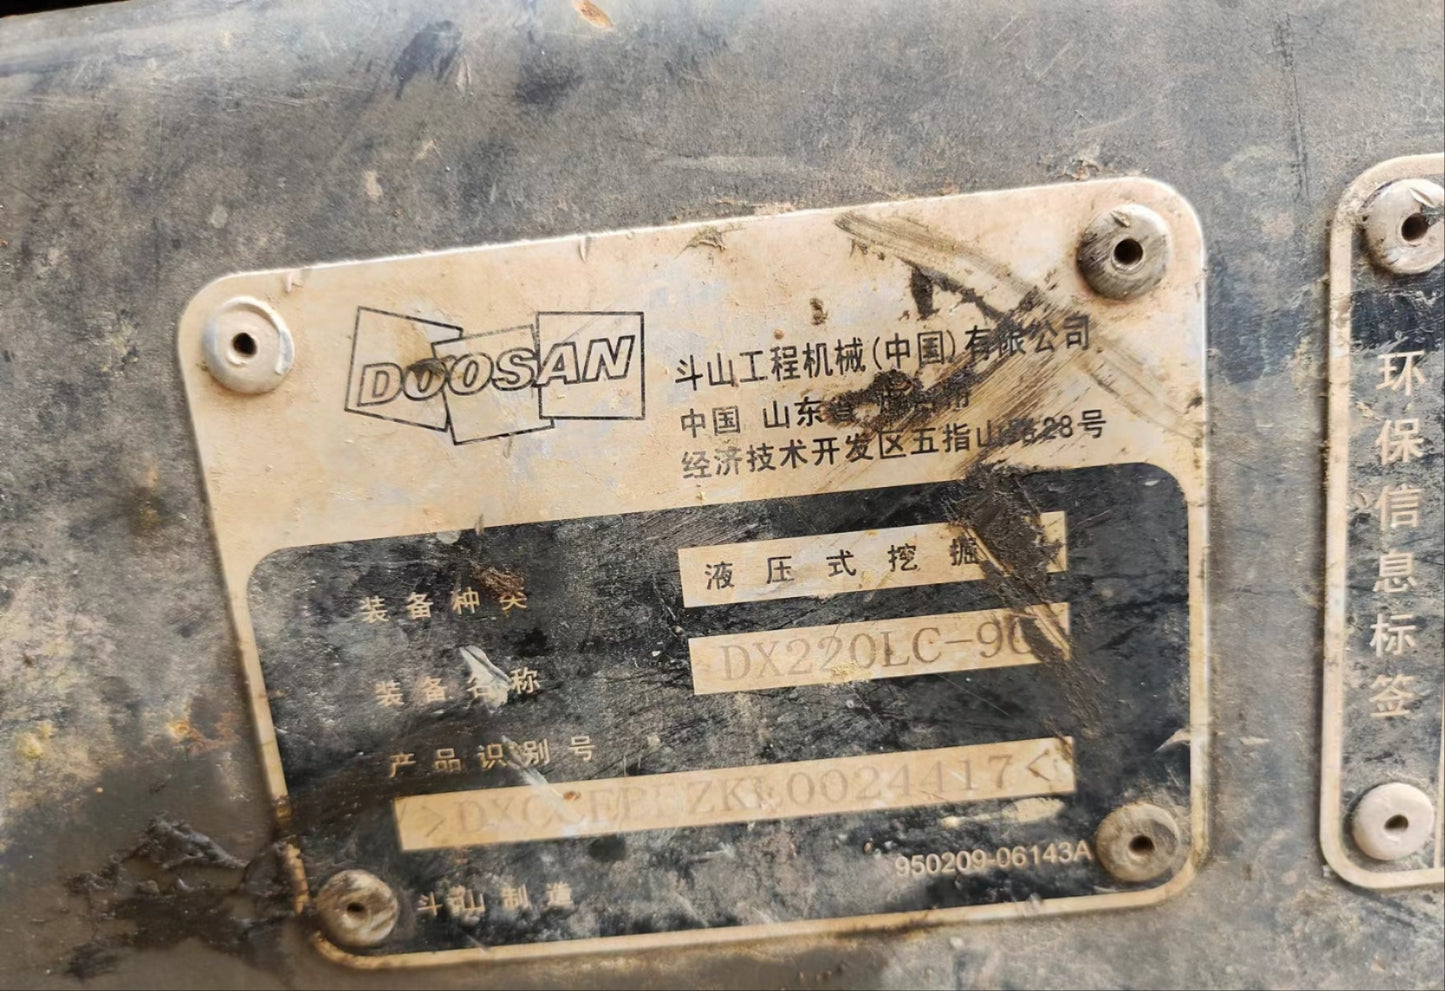 DOOSAN
斗山工程机械(中国)有限公司
中国 山东省
经济技术开发区五指山路28号
装备种类
液压式挖掘
装备名称
DX220LC-9C
产品识别号
950209-06143A
斗山制造
环保信息标签